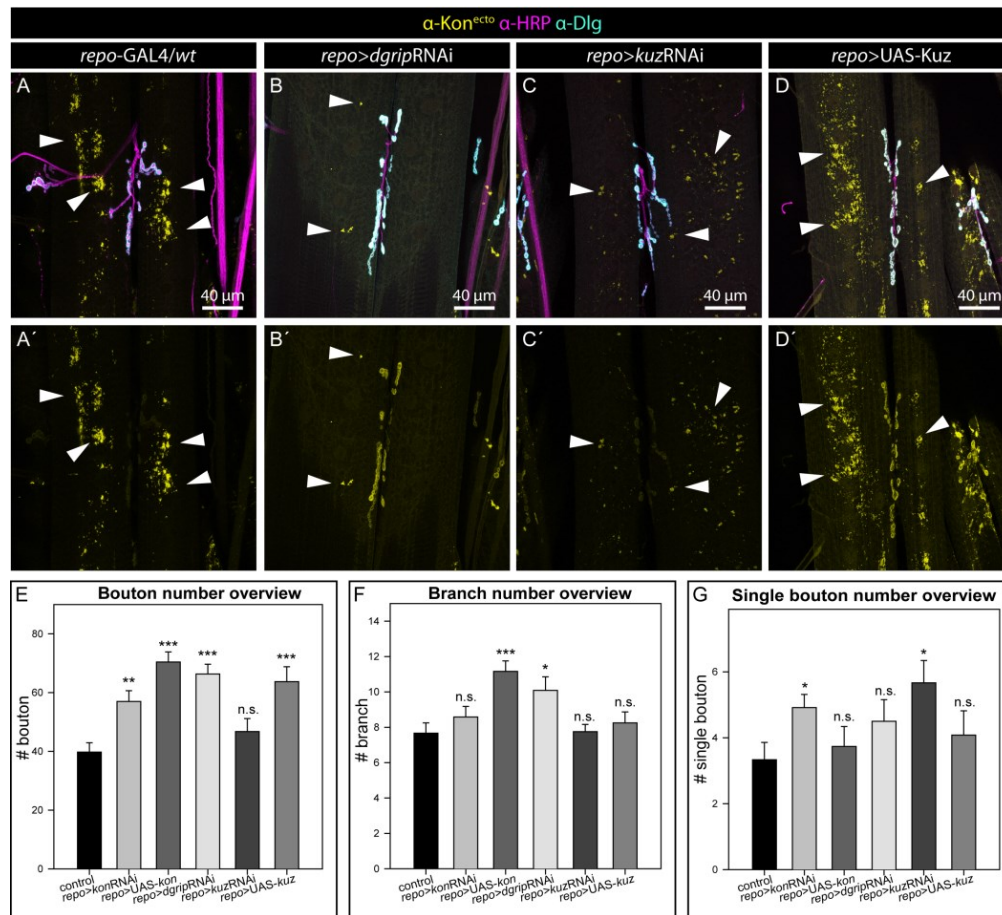 α-Konᵉᶜᵗᵒ α-HRP α-Dlg
repo-GAL4/wt
repo>dgripRNAi
repo>kuzRNAi
repo>UAS-Kuz
A
B
C
D
40 µm
40 µm
40 µm
40 µm
A´
B´
C´
D´
E
Bouton number overview
# bouton
80
60
40
20
0
**
***
***
n.s.
***
control
repo>konRNAi
repo>UAS-kon
repo>dgripRNAi
repo>kuzRNAi
repo>UAS-kuz
F
Branch number overview
# branch
14
12
10
8
6
4
2
0
n.s.
***
*
n.s.
n.s.
control
repo>konRNAi
repo>UAS-kon
repo>dgripRNAi
repo>kuzRNAi
repo>UAS-kuz
G
Single bouton number overview
# single bouton
6
4
2
0
*
n.s.
n.s.
*
n.s.
control
repo>konRNAi
repo>UAS-kon
repo>dgripRNAi
repo>kuzRNAi
repo>UAS-kuz